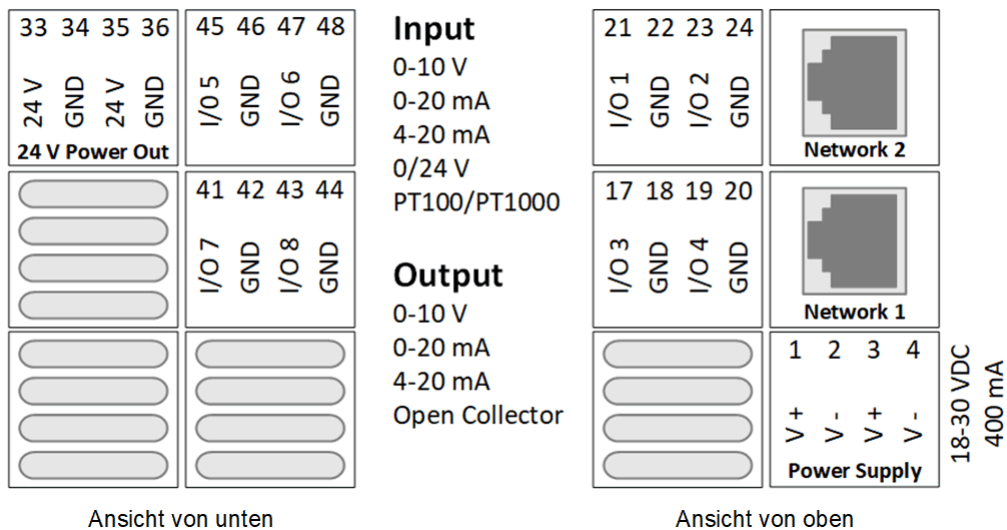 33 34 35 36
24 V GND 24 V GND
24 V Power Out
45 46 47 48
I/O 5 GND I/O 6 GND
41 42 43 44
I/O 7 GND I/O 8 GND
Ansicht von unten
Input
0-10 V
0-20 mA
4-20 mA
0/24 V
PT100/PT1000
Output
0-10 V
0-20 mA
4-20 mA
Open Collector
21 22 23 24
I/O 1 GND I/O 2 GND
Network 2
17 18 19 20
I/O 3 GND I/O 4 GND
Network 1
1 2 3 4
V + V - V + V -
Power Supply
18-30 VDC
400 mA
Ansicht von oben